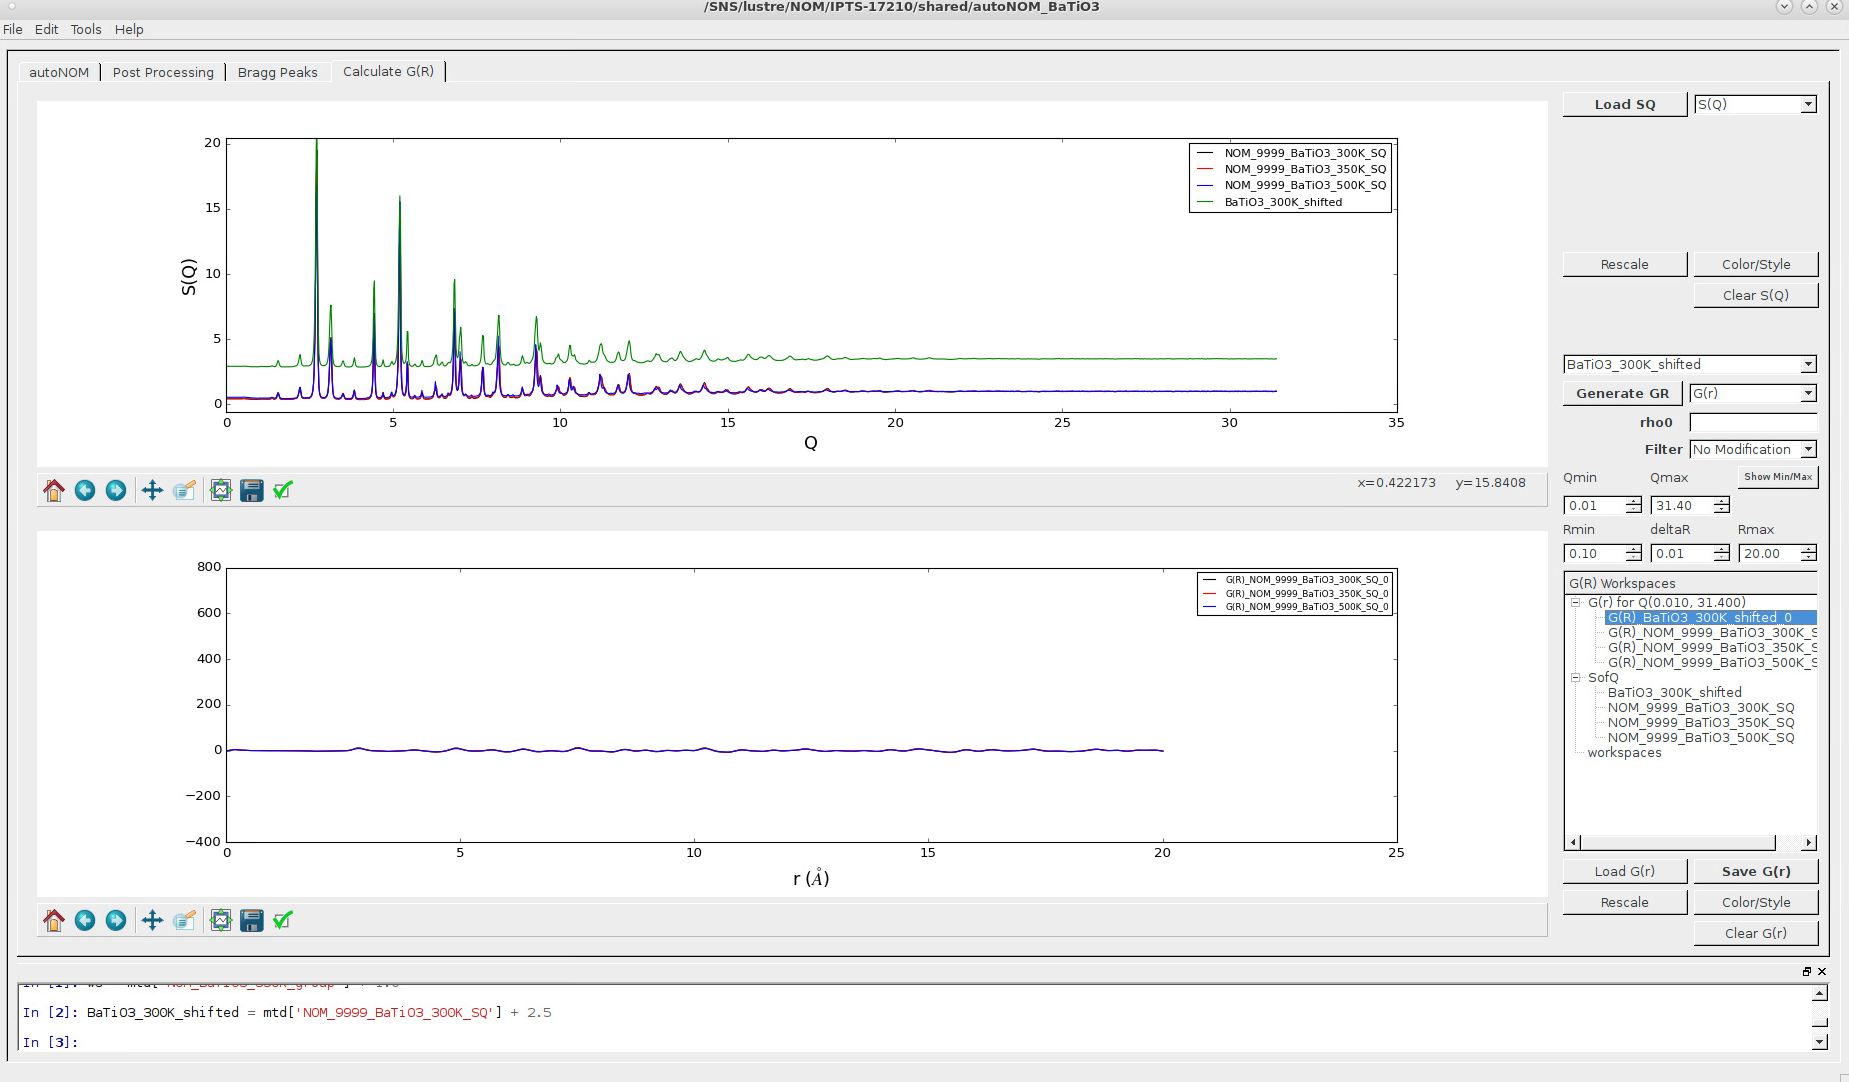 /SNS/lustre/NOM/IPTS-17210/shared/autoNOM_BaTiO3
File Edit Tools Help
autoNOM Post Processing Bragg Peaks Calculate G(R)
Load SQ S(Q)
20
15
10
5
0
S(Q)
0 5 10 15 20 25 30 35
Q
NOM_9999_BaTiO3_300K_SQ
NOM_9999_BaTiO3_350K_SQ
NOM_9999_BaTiO3_500K_SQ
BaTiO3_300K_shifted
x=0.422173 y=15.8408
Rescale Color/Style
Clear S(Q)
BaTiO3_300K_shifted
Generate GR G(r)
rho0
Filter No Modification
Qmin Qmax Show Min/Max
0.01 31.40
Rmin deltaR Rmax
0.10 0.01 20.00
800
600
400
200
0
−200
−400
0 5 10 15 20 25
r (Å)
G(R)_NOM_9999_BaTiO3_300K_SQ_0
G(R)_NOM_9999_BaTiO3_350K_SQ_0
G(R)_NOM_9999_BaTiO3_500K_SQ_0
G(R) Workspaces
G(r) for Q(0.010, 31.400)
G(R)_BaTiO3_300K_shifted_0
G(R)_NOM_9999_BaTiO3_300K_S
G(R)_NOM_9999_BaTiO3_350K_S
G(R)_NOM_9999_BaTiO3_500K_S
SofQ
BaTiO3_300K_shifted
NOM_9999_BaTiO3_300K_SQ
NOM_9999_BaTiO3_350K_SQ
NOM_9999_BaTiO3_500K_SQ
workspaces
Load G(r) Save G(r)
Rescale Color/Style
Clear G(r)
In [2]: BaTiO3_300K_shifted = mtd['NOM_9999_BaTiO3_300K_SQ'] + 2.5
In [3]: